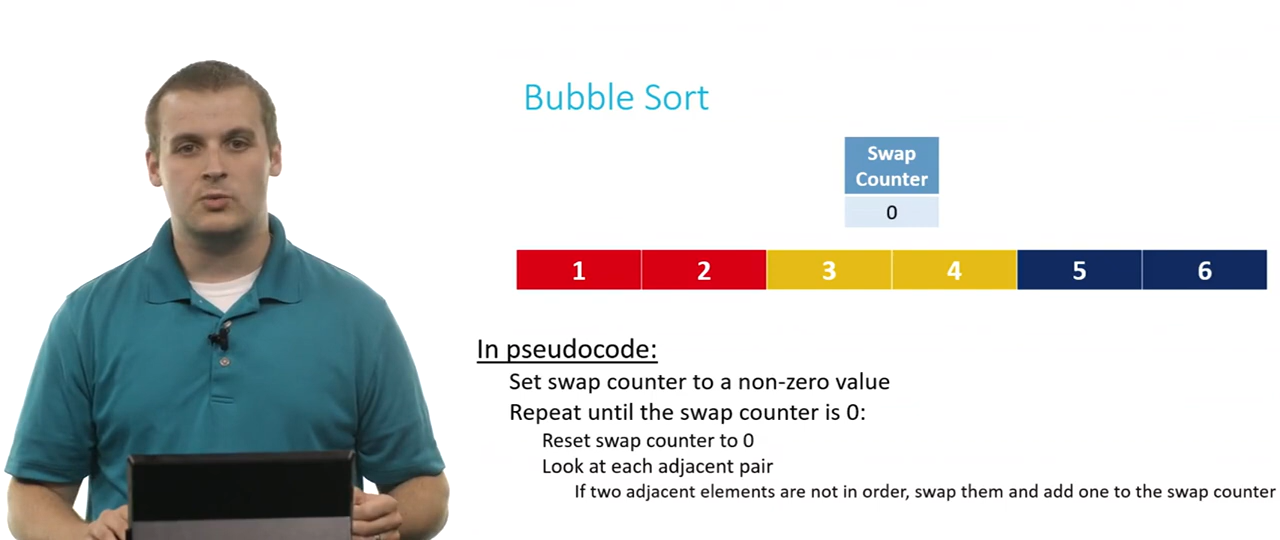 Bubble Sort
Swap
Counter
0
1 2 3 4 5 6
In pseudocode:
Set swap counter to a non-zero value
Repeat until the swap counter is 0:
Reset swap counter to 0
Look at each adjacent pair
If two adjacent elements are not in order, swap them and add one to the swap counter